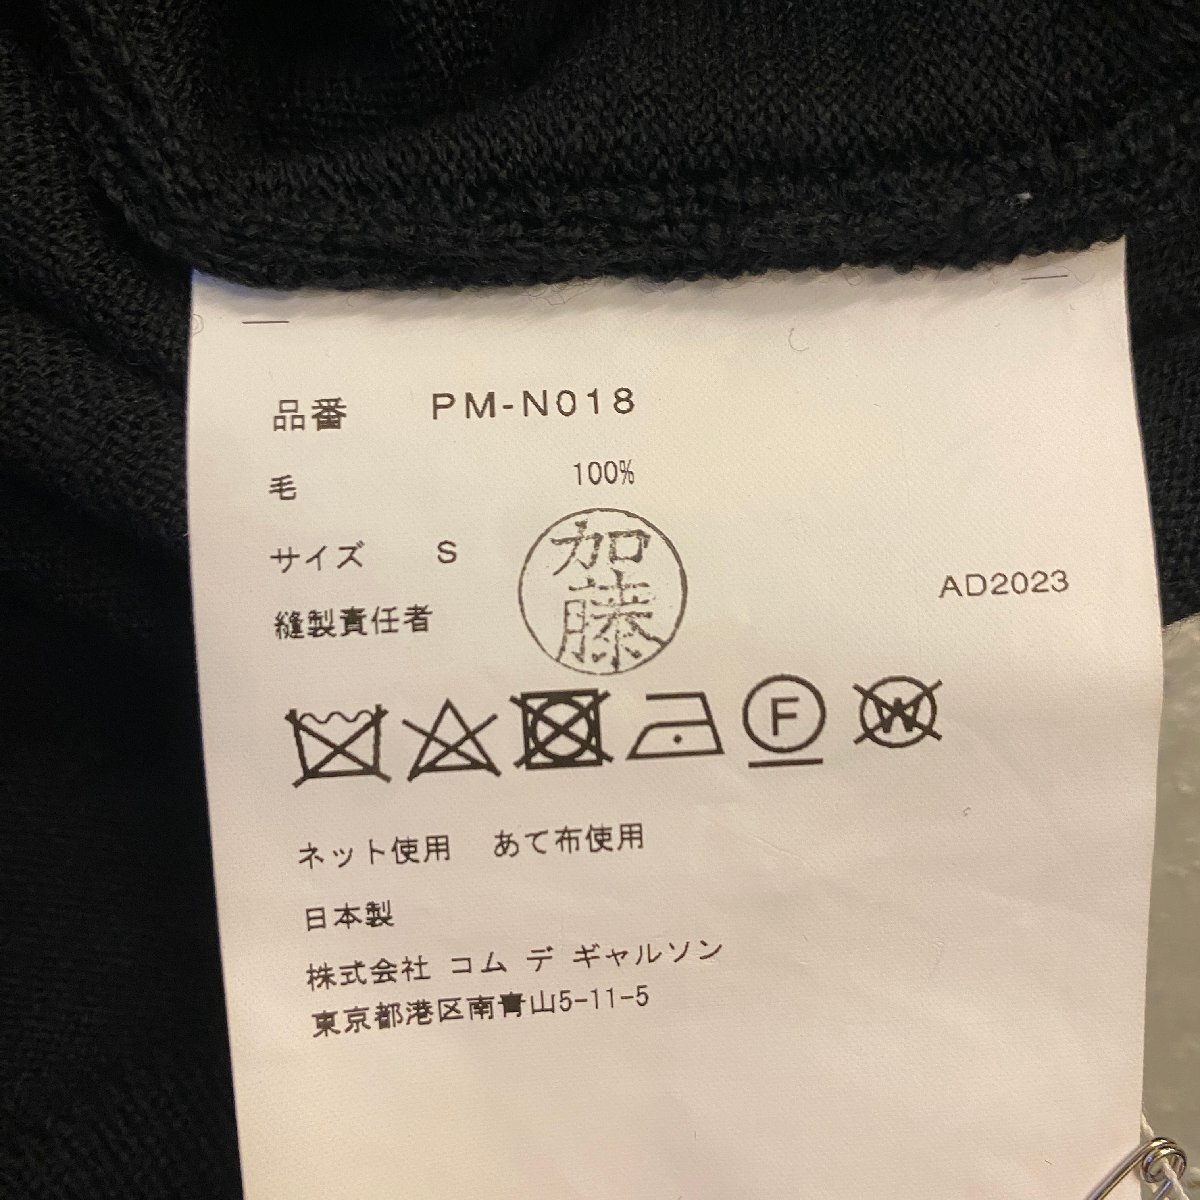 品番 PM-N018
毛 100%
サイズ S
加藤
AD2023
縫製責任者
F W
ネット使用 あて布使用
日本製
株式会社 コム デ ギャルソン
東京都港区南青山5-11-5